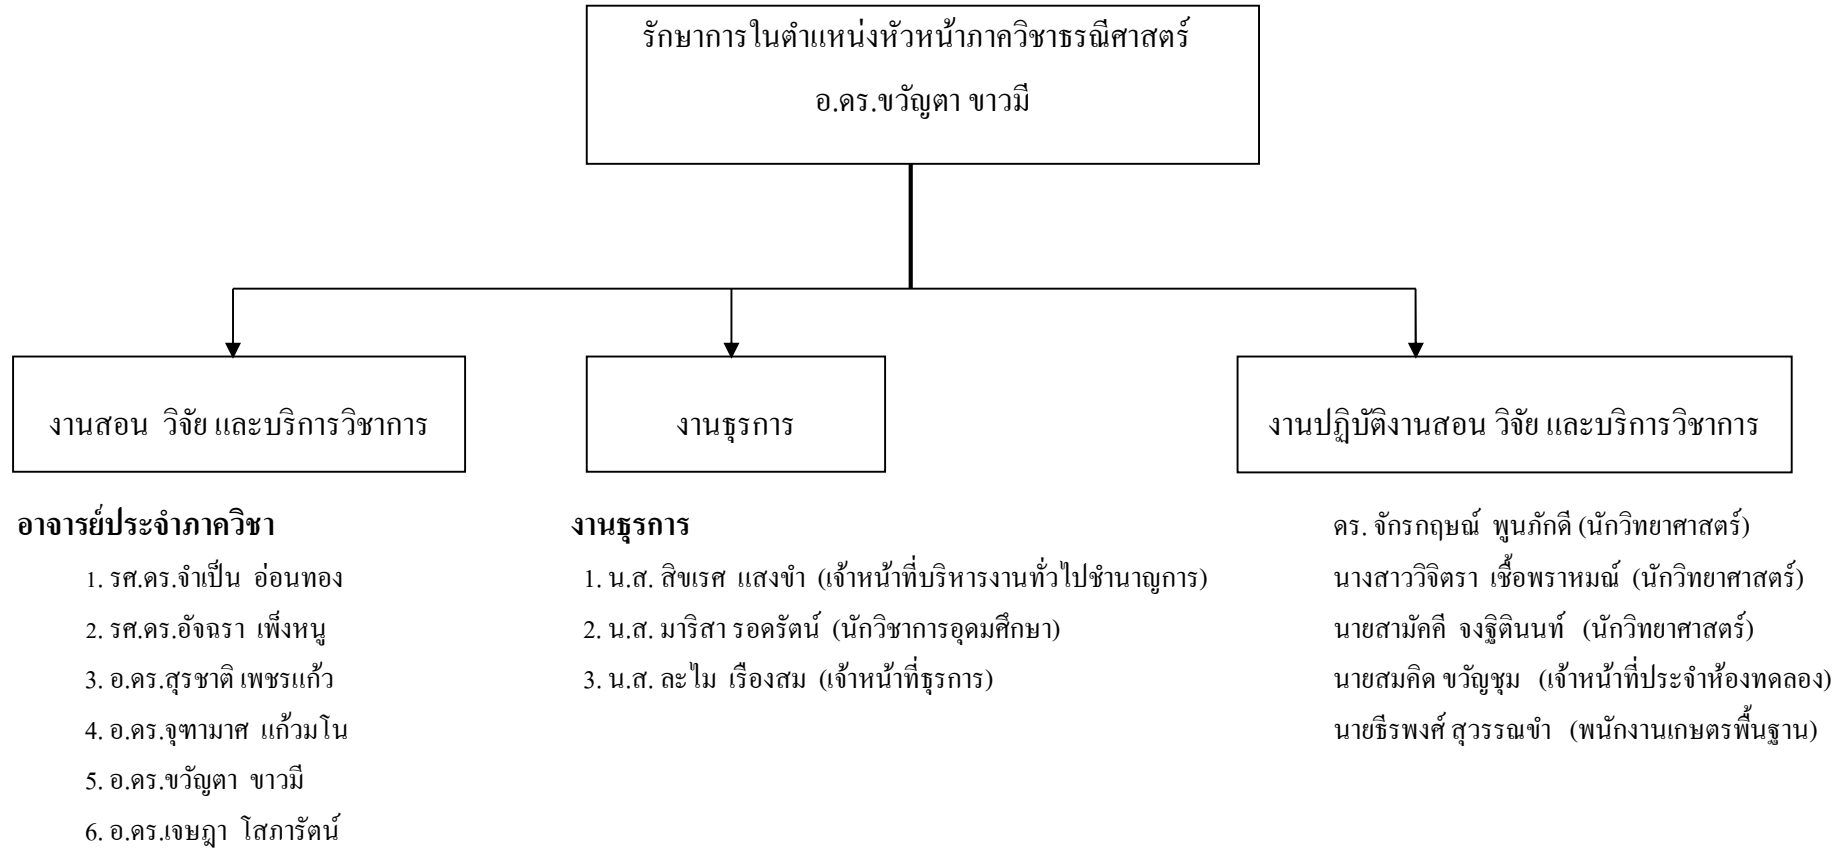 รักษาการในตำแหน่งหัวหน้าภาควิชาธรณีศาสตร์
อ.ดร.ขวัญตา ขาวมี
งานสอน วิจัย และบริการวิชาการ
งานธุรการ
งานปฏิบัติงานสอน วิจัย และบริการวิชาการ
อาจารย์ประจำภาควิชา
1. รศ.ดร.จำเป็น อ่อนทอง
2. รศ.ดร.อัจฉรา เพ็งหนู
3. อ.ดร.สุรชาติ เพชรแก้ว
4. อ.ดร.จุฑามาศ แก้วมโน
5. อ.ดร.ขวัญตา ขาวมี
6. อ.ดร.เจษฎา โสภารัตน์
งานธุรการ
1. น.ส. สิขเรศ แสงขำ (เจ้าหน้าที่บริหารงานทั่วไปชำนาญการ)
2. น.ส. มาริสา รอดรัตน์ (นักวิชาการอุดมศึกษา)
3. น.ส. ละไม เรืองสม (เจ้าหน้าที่ธุรการ)
ดร. จักรกฤษณ์ พูนภักดี (นักวิทยาศาสตร์)
นางสาววิจิตรา เชื้อพราหมณ์ (นักวิทยาศาสตร์)
นายสามัคคี จงฐิตินนท์ (นักวิทยาศาสตร์)
นายสมคิด ขวัญชุม (เจ้าหน้าที่ประจำห้องทดลอง)
นายธีรพงศ์ สุวรรณขำ (พนักงานเกษตรพื้นฐาน)